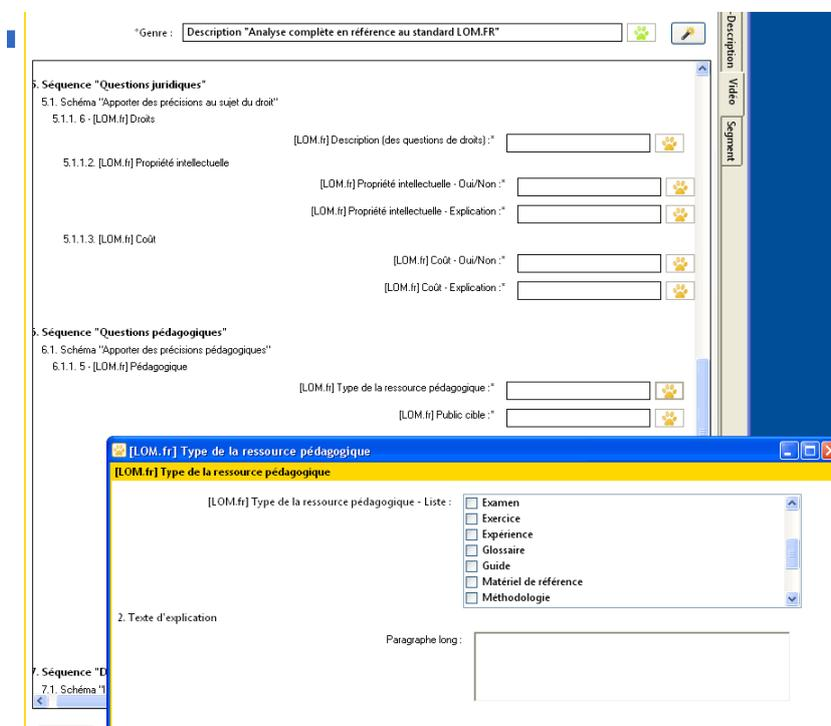 *Genre : Description "Analyse complète en référence au standard LOM.FR"
-Description
Vidéo
Segment
5. Séquence "Questions juridiques"
5.1. Schéma "Apporter des précisions au sujet du droit"
5.1.1. 6 - [LOM.fr] Droits
[LOM.fr] Description (des questions de droits) :*
5.1.1.2. [LOM.fr] Propriété intellectuelle
[LOM.fr] Propriété intellectuelle - Oui/Non :*
[LOM.fr] Propriété intellectuelle - Explication :*
5.1.1.3. [LOM.fr] Coût
[LOM.fr] Coût - Oui/Non :*
[LOM.fr] Coût - Explication :*
6. Séquence "Questions pédagogiques"
6.1. Schéma "Apporter des précisions pédagogiques"
6.1.1. 5 - [LOM.fr] Pédagogique
[LOM.fr] Type de la ressource pédagogique :*
[LOM.fr] Public cible :*
[LOM.fr] Type de la ressource pédagogique
[LOM.fr] Type de la ressource pédagogique
[LOM.fr] Type de la ressource pédagogique - Liste :
Examen
Exercice
Expérience
Glossaire
Guide
Matériel de référence
Méthodologie
2. Texte d'explication
Paragraphe long :
7. Séquence "D
7.1. Schéma "1